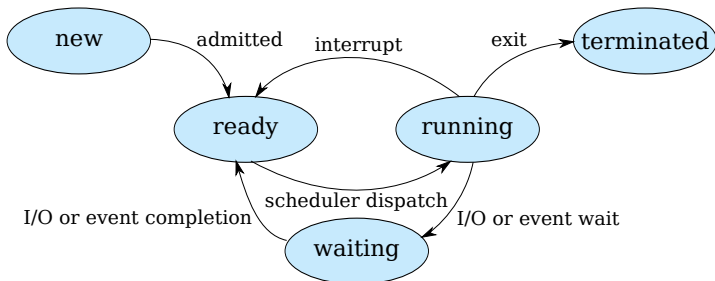 new
admitted
interrupt
exit
terminated
ready
running
scheduler dispatch
I/O or event completion
I/O or event wait
waiting